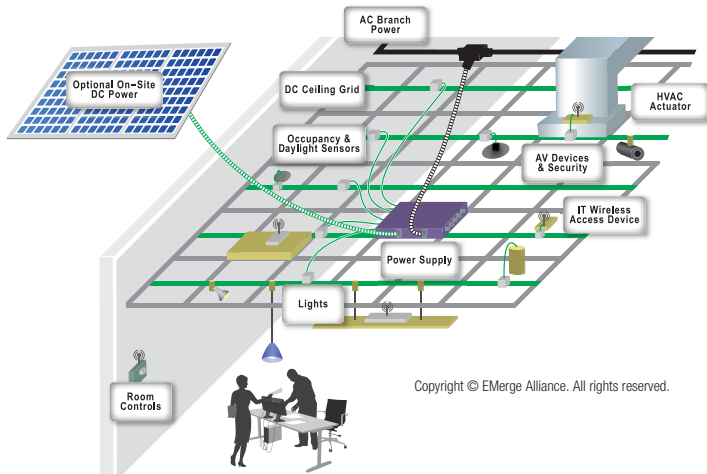 AC Branch
Power
Optional On-Site
DC Power
DC Ceiling Grid
HVAC
Actuator
Occupancy &
Daylight Sensors
AV Devices
& Security
IT Wireless
Access Device
Power Supply
Lights
Room
Controls
Copyright © EMerge Alliance. All rights reserved.